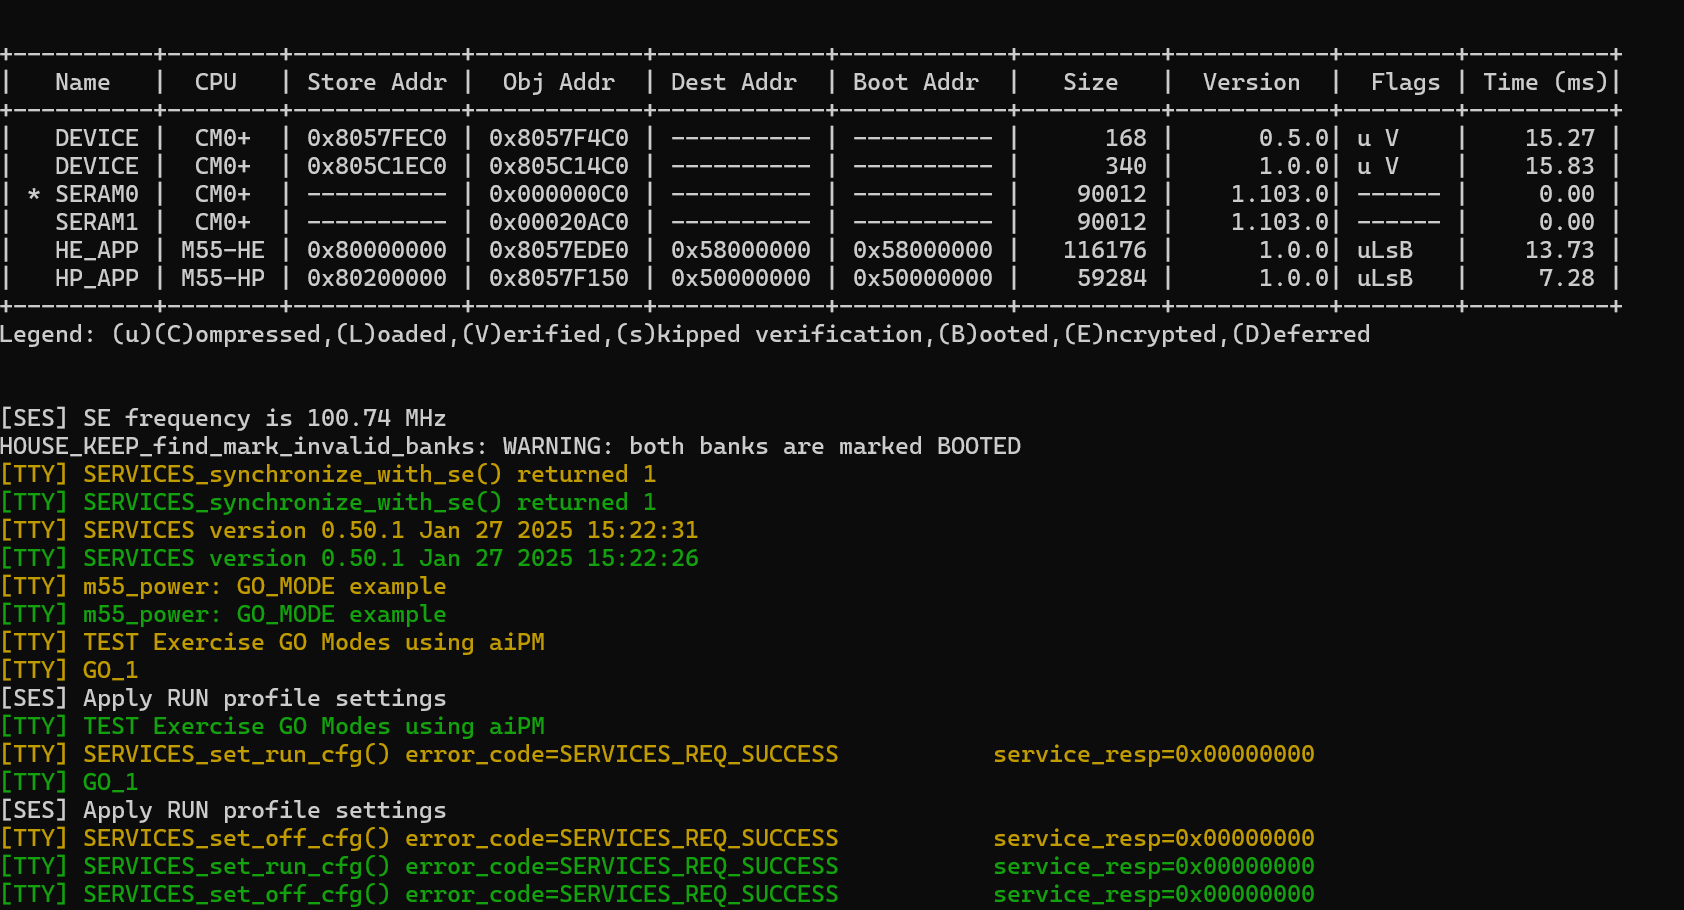 +----------+--------+------------+------------+------------+------------+----------+-----------+--------+----------+
|   Name   |  CPU   | Store Addr |  Obj Addr  | Dest Addr  | Boot Addr  |   Size   |  Version  |  Flags | Time (ms)|
+----------+--------+------------+------------+------------+------------+----------+-----------+--------+----------+
|   DEVICE |  CM0+  | 0x8057FEC0 | 0x8057F4C0 | ---------- | ---------- |      168 |      0.5.0| u V    |    15.27 |
|   DEVICE |  CM0+  | 0x805C1EC0 | 0x805C14C0 | ---------- | ---------- |      340 |      1.0.0| u V    |    15.83 |
| * SERAM0 |  CM0+  | ---------- | 0x000000C0 | ---------- | ---------- |    90012 |    1.103.0| ------ |     0.00 |
|   SERAM1 |  CM0+  | ---------- | 0x00020AC0 | ---------- | ---------- |    90012 |    1.103.0| ------ |     0.00 |
|   HE_APP | M55-HE | 0x80000000 | 0x8057EDE0 | 0x58000000 | 0x58000000 |   116176 |      1.0.0| uLsB   |    13.73 |
|   HP_APP | M55-HP | 0x80200000 | 0x8057F150 | 0x50000000 | 0x50000000 |    59284 |      1.0.0| uLsB   |     7.28 |
+----------+--------+------------+------------+------------+------------+----------+-----------+--------+----------+
Legend: (u)(C)ompressed,(L)oaded,(V)erified,(s)kipped verification,(B)ooted,(E)ncrypted,(D)eferred
[SES] SE frequency is 100.74 MHz
HOUSE_KEEP_find_mark_invalid_banks: WARNING: both banks are marked BOOTED
[TTY] SERVICES_synchronize_with_se() returned 1
[TTY] SERVICES_synchronize_with_se() returned 1
[TTY] SERVICES version 0.50.1 Jan 27 2025 15:22:31
[TTY] SERVICES version 0.50.1 Jan 27 2025 15:22:26
[TTY] m55_power: GO_MODE example
[TTY] m55_power: GO_MODE example
[TTY] TEST Exercise GO Modes using aiPM
[TTY] GO_1
[SES] Apply RUN profile settings
[TTY] TEST Exercise GO Modes using aiPM
[TTY] SERVICES_set_run_cfg() error_code=SERVICES_REQ_SUCCESS           service_resp=0x00000000
[TTY] GO_1
[SES] Apply RUN profile settings
[TTY] SERVICES_set_off_cfg() error_code=SERVICES_REQ_SUCCESS           service_resp=0x00000000
[TTY] SERVICES_set_run_cfg() error_code=SERVICES_REQ_SUCCESS           service_resp=0x00000000
[TTY] SERVICES_set_off_cfg() error_code=SERVICES_REQ_SUCCESS           service_resp=0x00000000